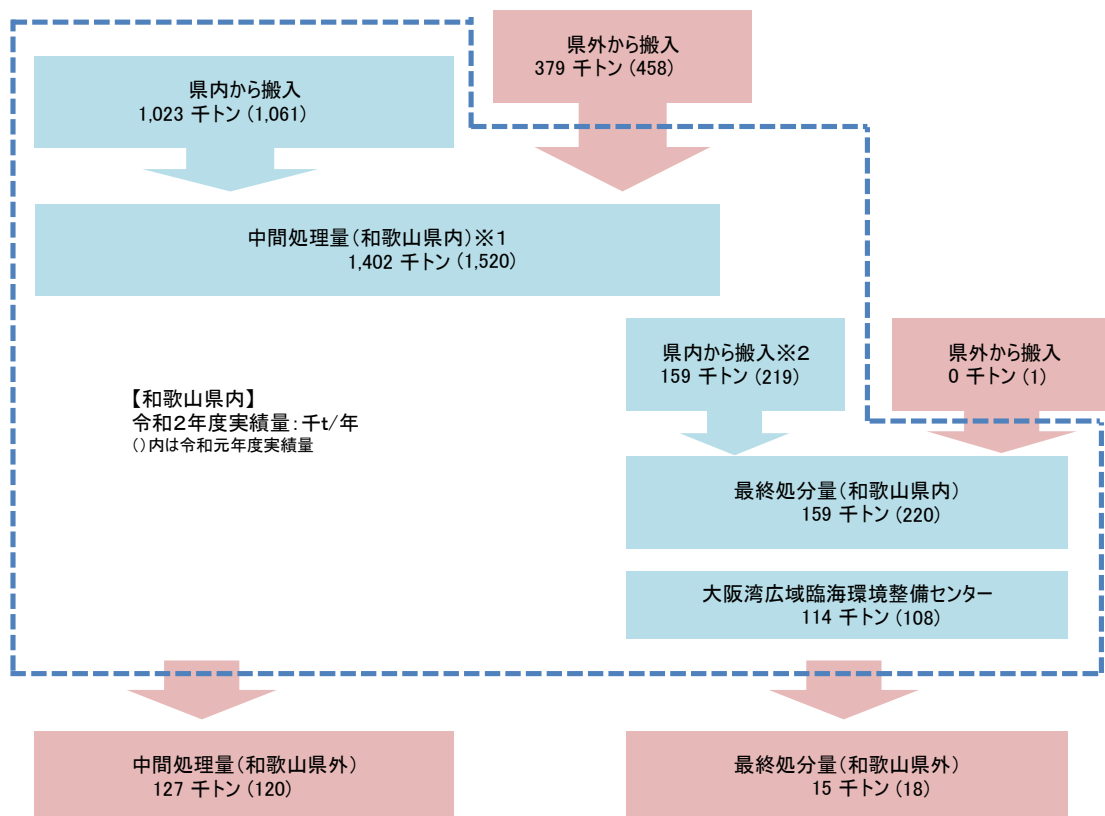 県外から搬入
379 千トン (458)
県内から搬入
1,023 千トン (1,061)
中間処理量(和歌山県内)※1
1,402 千トン (1,520)
県内から搬入※2
159 千トン (219)
県外から搬入
0 千トン (1)
【和歌山県内】
令和2年度実績量:千t/年
()内は令和元年度実績量
最終処分量(和歌山県内)
159 千トン (220)
大阪湾広域臨海環境整備センター
114 千トン (108)
中間処理量(和歌山県外)
127 千トン (120)
最終処分量(和歌山県外)
15 千トン (18)